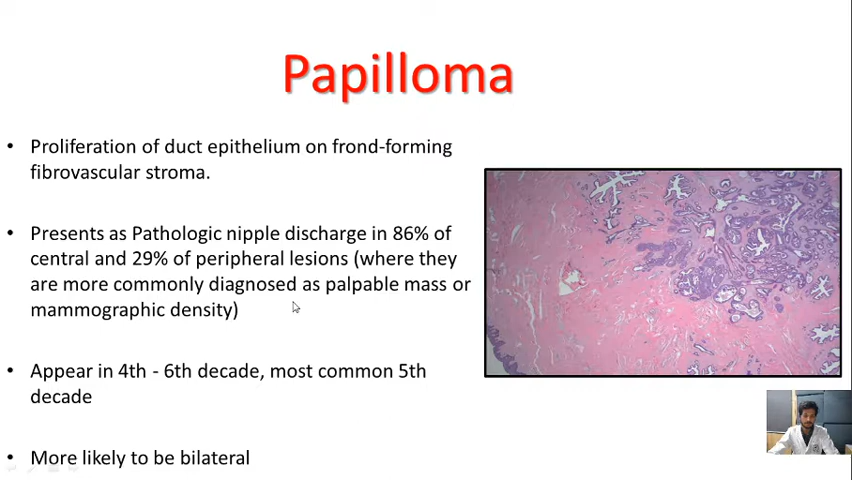 Papilloma
• Proliferation of duct epithelium on frond-forming
fibrovascular stroma.
• Presents as Pathologic nipple discharge in 86% of
central and 29% of peripheral lesions (where they
are more commonly diagnosed as palpable mass or
mammographic density)
• Appear in 4th - 6th decade, most common 5th
decade
• More likely to be bilateral